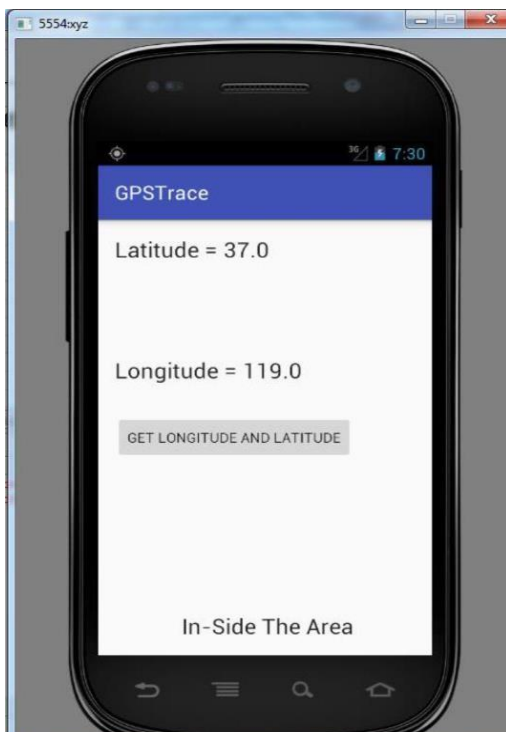 5554:xyz
3G 7:30
GPSTrace
Latitude = 37.0
Longitude = 119.0
GET LONGITUDE AND LATITUDE
In-Side The Area